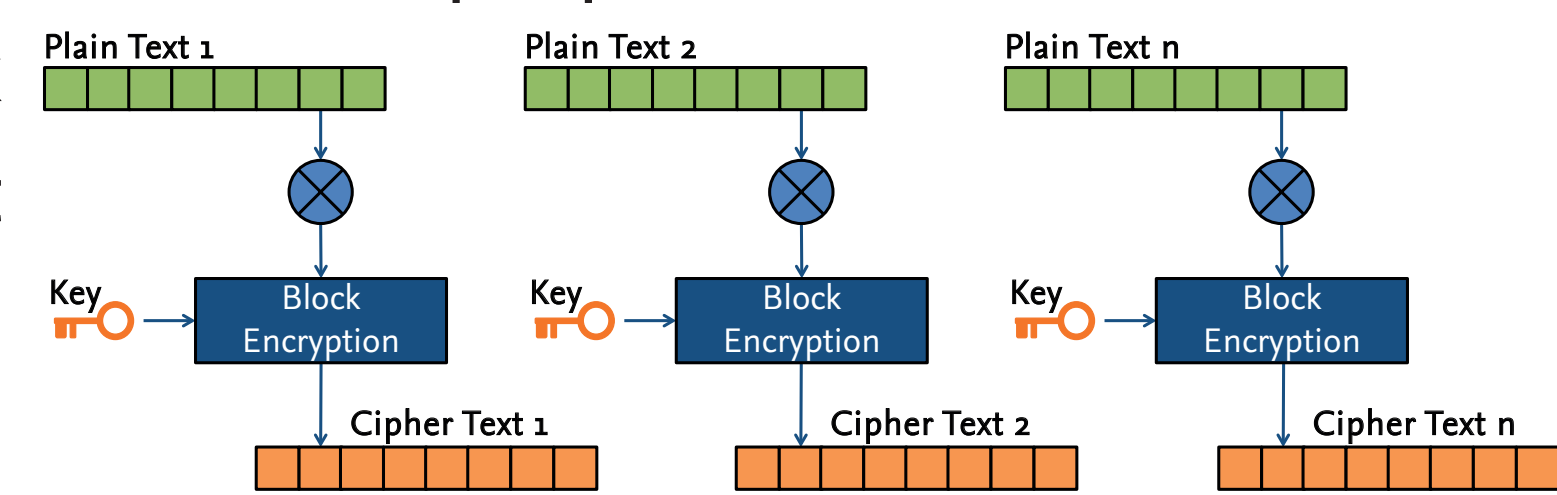 Plain Text 1
Plain Text 2
Plain Text n
Key
Block
Encryption
Key
Block
Encryption
Key
Block
Encryption
Cipher Text 1
Cipher Text 2
Cipher Text n